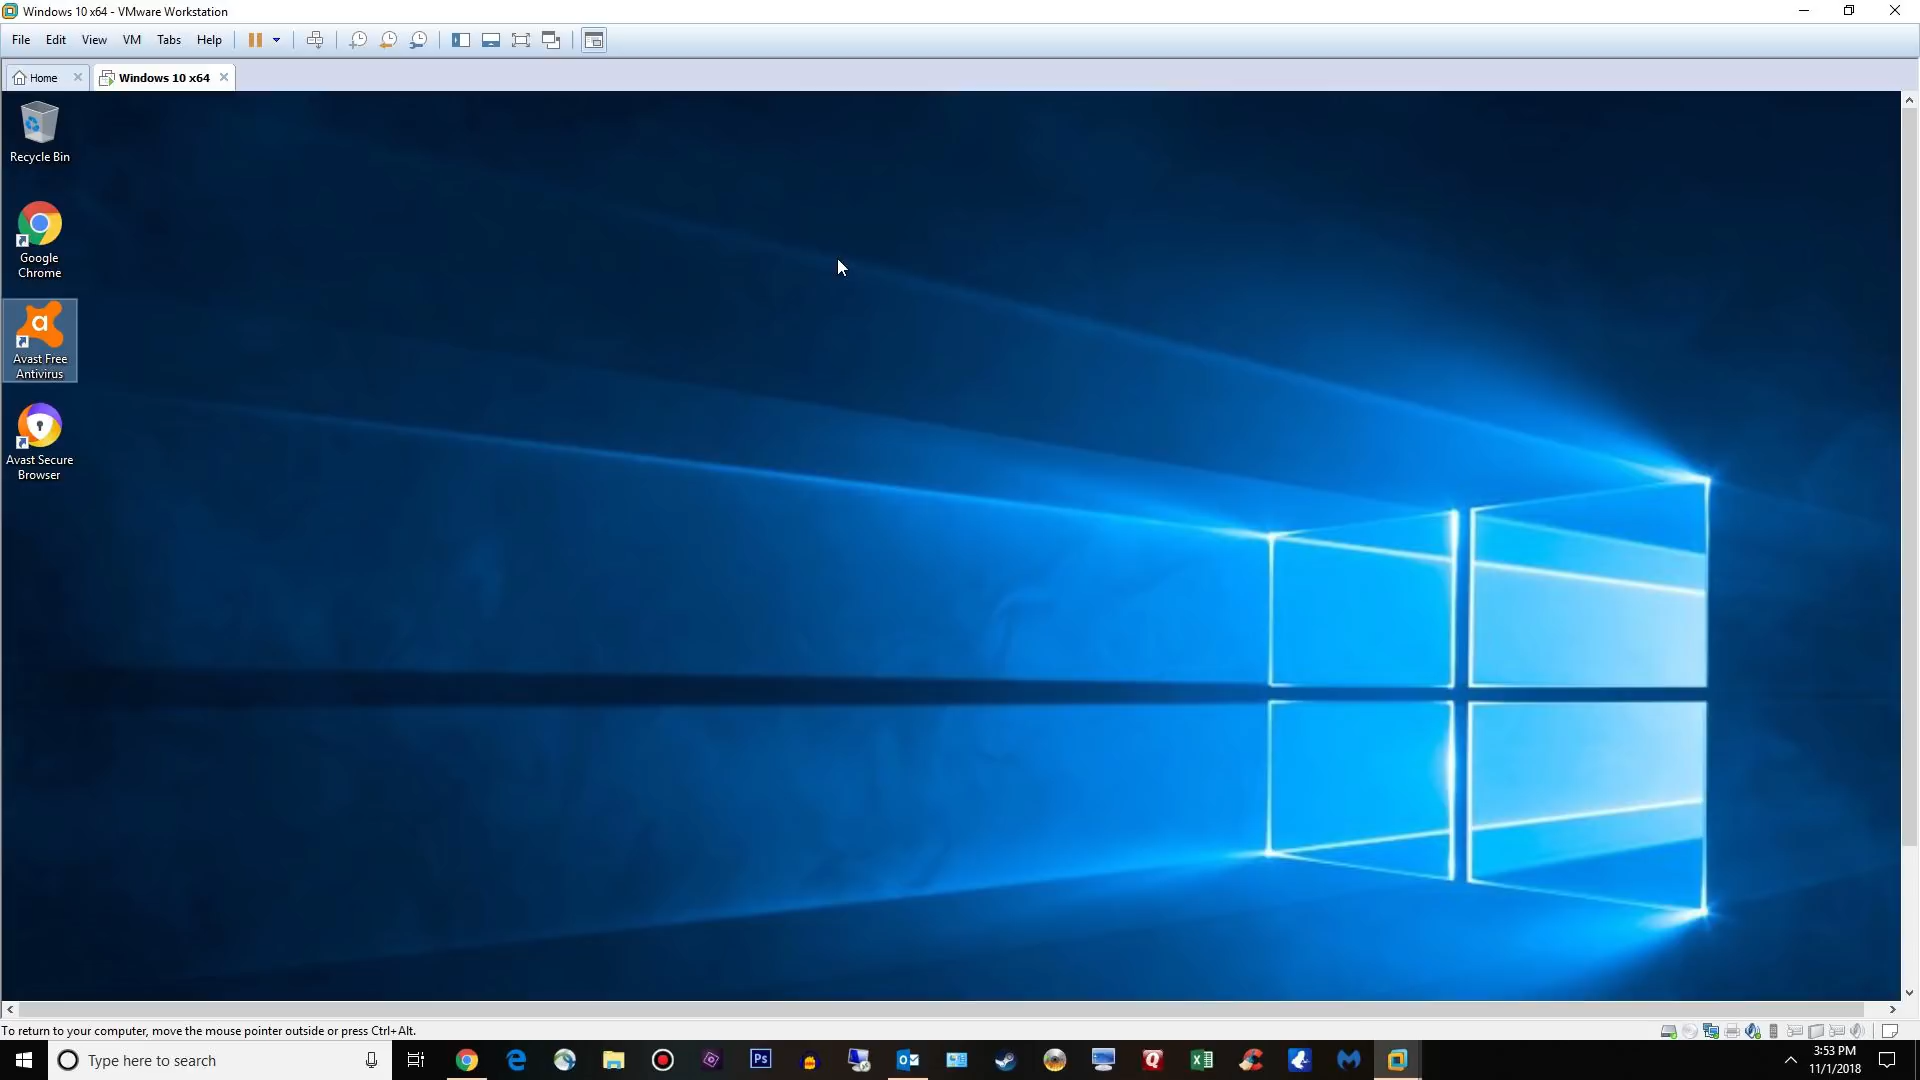 Windows 10 x64 - VMware Workstation
File Edit View VM Tabs Help
Home Windows 10 x64
Recycle Bin
Google
Chrome
a
Avast Free
Antivirus
Avast Secure
Browser
To return to your computer, move the mouse pointer outside or press Ctrl+Alt.
Type here to search
Ps
3:53 PM
11/1/2018